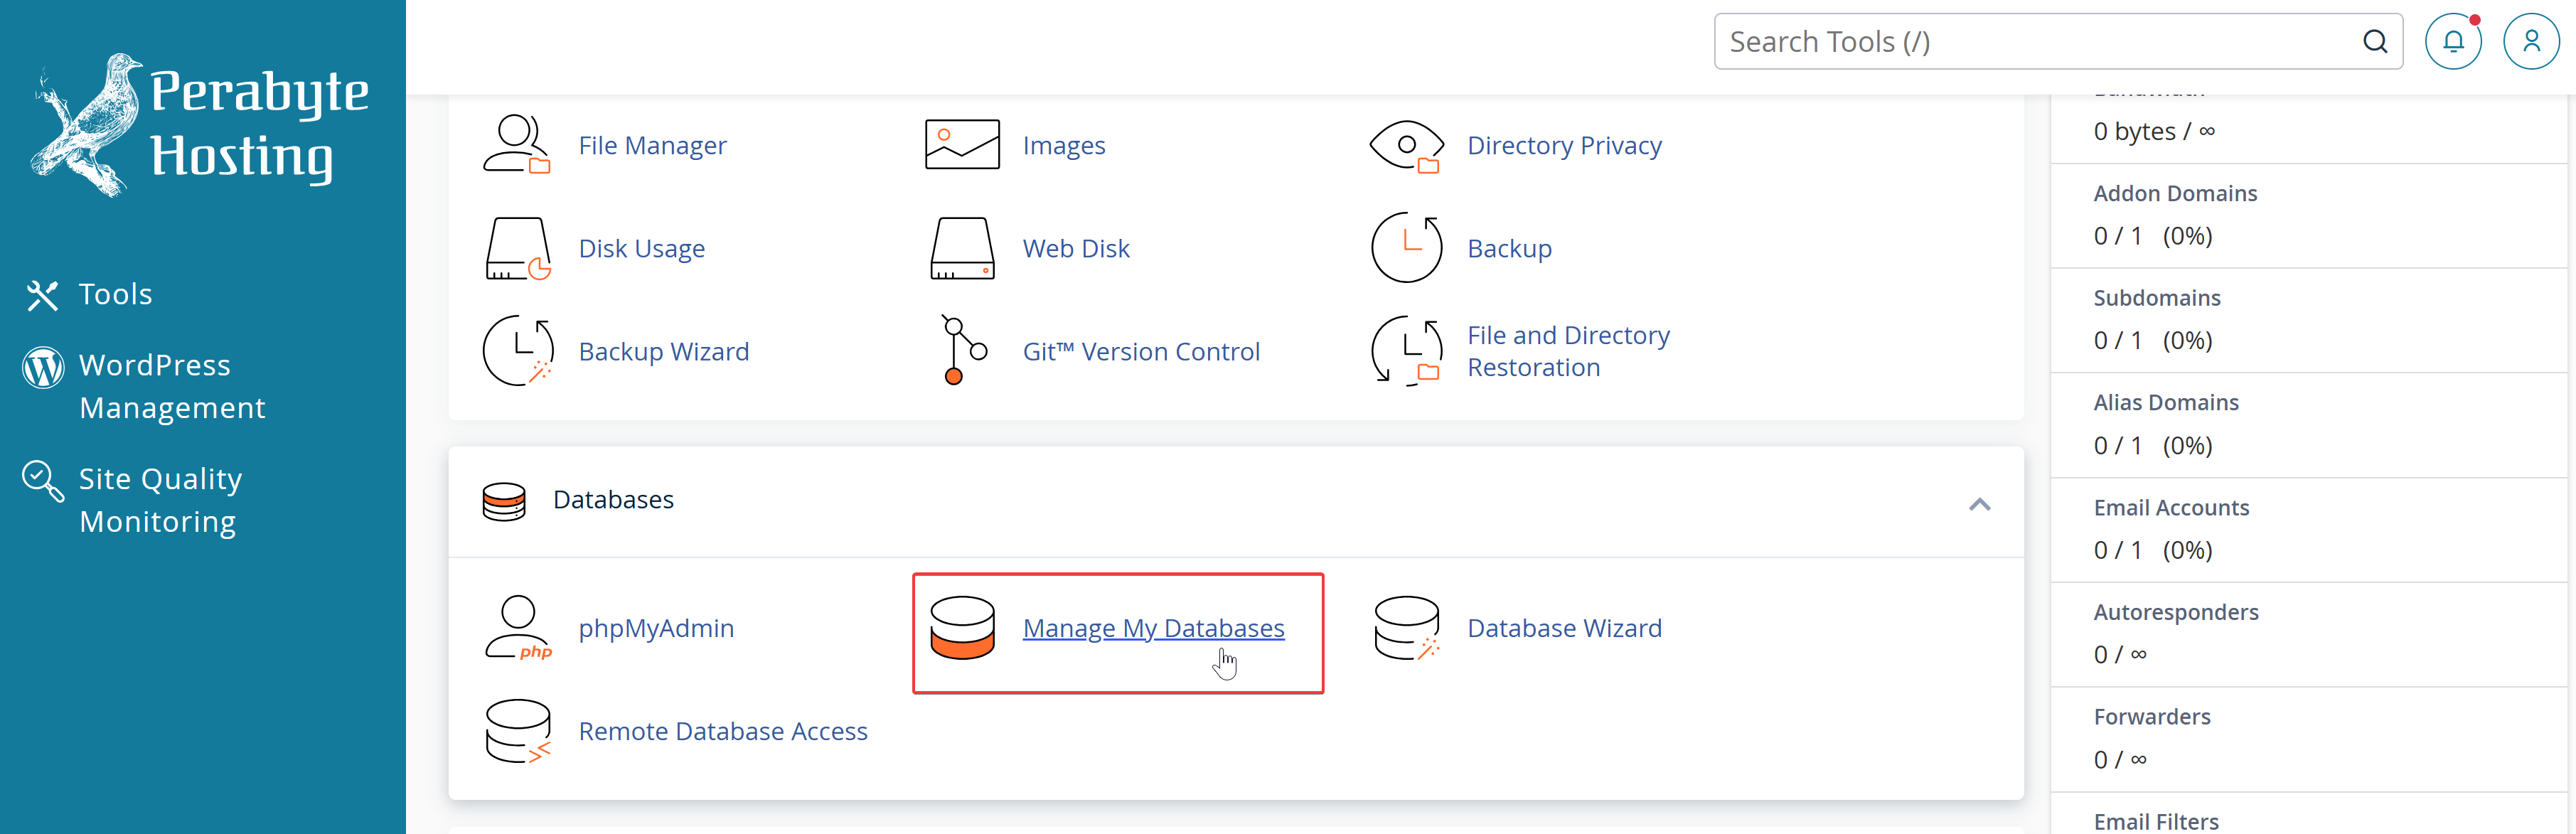 Perabyte
Hosting
Tools
WordPress
Management
Site Quality
Monitoring
Search Tools (/)
File Manager
Images
Directory Privacy
Disk Usage
Web Disk
Backup
Backup Wizard
Git™ Version Control
File and Directory
Restoration
Databases
phpMyAdmin
php
Manage My Databases
Database Wizard
Remote Database Access
0 bytes / ∞
Addon Domains
0 / 1 (0%)
Subdomains
0 / 1 (0%)
Alias Domains
0 / 1 (0%)
Email Accounts
0 / 1 (0%)
Autoresponders
0 / ∞
Forwarders
0 / ∞
Email Filters